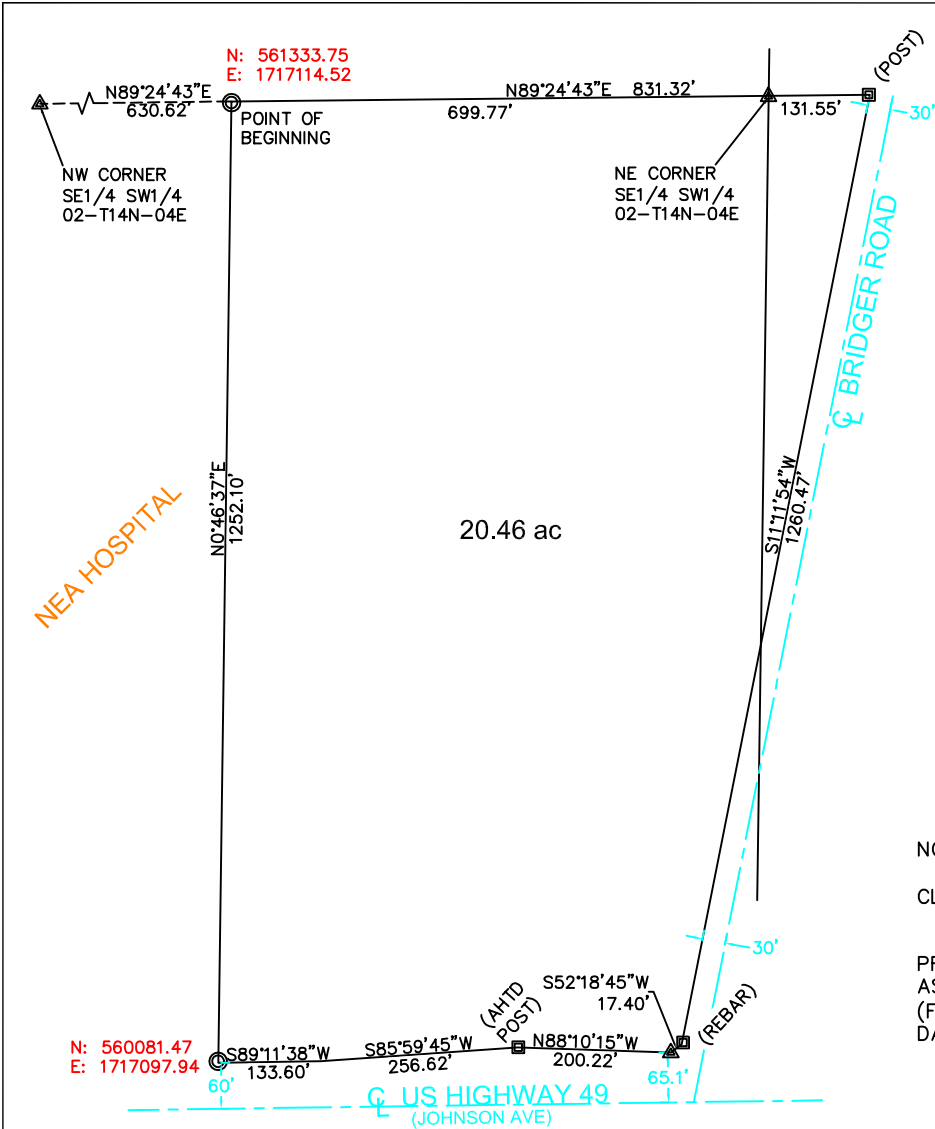 N: 561333.75
E: 1717114.52
N89°24'43"E
630.62'
N89°24'43"E 831.32'
699.77'
131.55'
(POST)
30'
POINT OF
BEGINNING
NW CORNER
SE1/4 SW1/4
02-T14N-04E
NE CORNER
SE1/4 SW1/4
02-T14N-04E
℄ BRIDGER ROAD
N0°46'37"E
1252.10'
S11°11'54"W
1260.47'
NEA HOSPITAL
20.46 ac
30'
S52°18'45"W
17.40'
(AHTD
POST)
(REBAR)
N: 560081.47
E: 1717097.94
S89°11'38"W
133.60'
S85°59'45"W
256.62'
N88°10'15"W
200.22'
60'
65.1'
℄ US HIGHWAY 49
(JOHNSON AVE)
CL
AS
(F